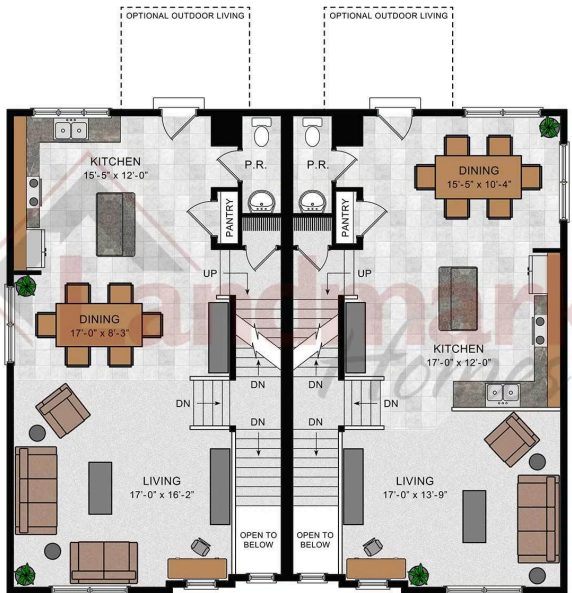 OPTIONAL OUTDOOR LIVING
OPTIONAL OUTDOOR LIVING
KITCHEN
15'-5" x 12'-0"
P.R.
P.R.
DINING
15'-5" x 10'-4"
PANTRY
PANTRY
UP
UP
Landmark
Homes
DINING
17'-0" x 8'-3"
KITCHEN
17'-0" x 12'-0"
DN
DN
DN
DN
DN
DN
LIVING
17'-0" x 16'-2"
LIVING
17'-0" x 13'-9"
OPEN TO
BELOW
OPEN TO
BELOW